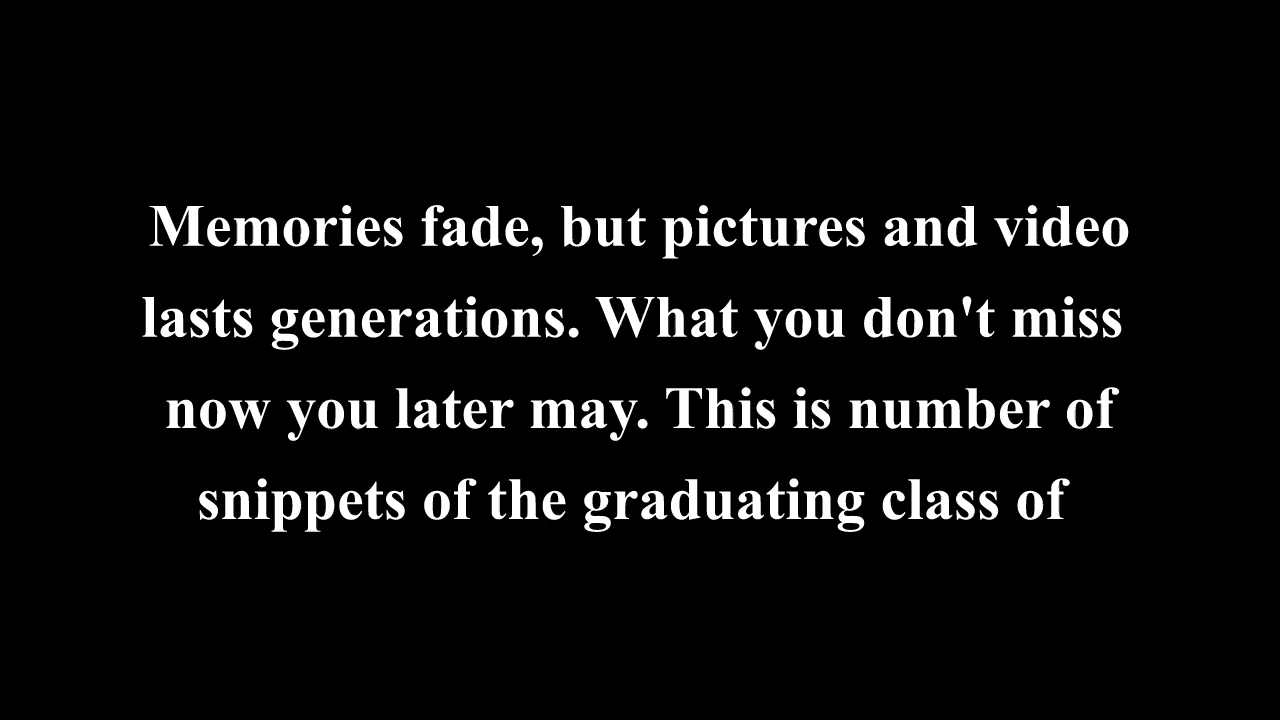 Memories fade, but pictures and video
lasts generations. What you don't miss
now you later may. This is number of
snippets of the graduating class of